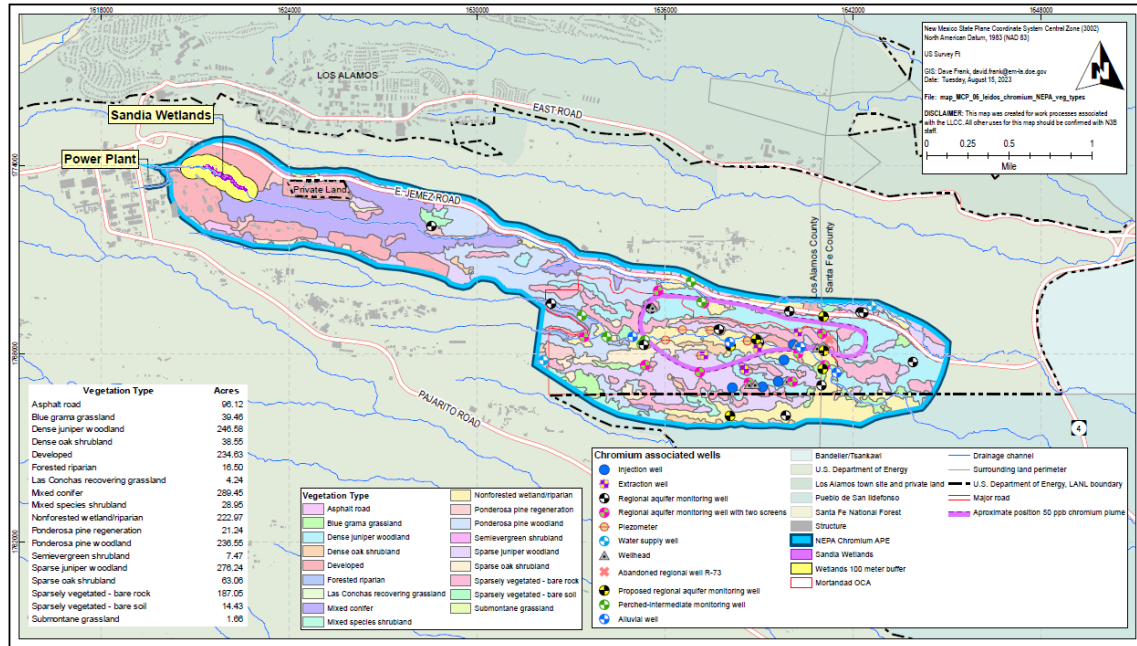 1618000
1624000
1630000
1636000
1642000
1648000
New Mexico State Plane Coordinate System Central Zone (3002)
North American Datum, 1983 (NAD 83)
US Survey Ft
GIS: Dave Frenk, david.frenk@em-la.doe.gov
Date: Tuesday, August 15, 2023
File: map_MCP_06_leidos_chromium_NEPA_veg_types
DISCLAIMER: This map was created for work processes associated
with the LLCC. All other uses for this map should be confirmed with N3B
staff.
0 0.25 0.5 1
Mile
N
LOS ALAMOS
EAST ROAD
Sandia Wetlands
Power Plant
Private Land
E. JEMEZ ROAD
Los Alamos County
Santa Fe County
PAJARITO ROAD
4
1774000
1768000
1762000
Vegetation Type Acres
Asphalt road 96.12
Blue grama grassland 39.46
Dense juniper woodland 246.58
Dense oak shrubland 38.55
Developed 234.63
Forested riparian 16.50
Las Conchas recovering grassland 4.24
Mixed conifer 289.45
Mixed species shrubland 28.95
Nonforested wetland/riparian 222.97
Ponderosa pine regeneration 21.24
Ponderosa pine woodland 236.55
Semievergreen shrubland 7.47
Sparse juniper woodland 276.24
Sparse oak shrubland 63.06
Sparsely vegetated - bare rock 187.05
Sparsely vegetated - bare soil 14.43
Submontane grassland 1.66
Vegetation Type
Asphalt road
Blue grama grassland
Dense juniper woodland
Dense oak shrubland
Developed
Forested riparian
Las Conchas recovering grassland
Mixed conifer
Mixed species shrubland
Nonforested wetland/riparian
Ponderosa pine regeneration
Ponderosa pine woodland
Semievergreen shrubland
Sparse juniper woodland
Sparse oak shrubland
Sparsely vegetated - bare rock
Sparsely vegetated - bare soil
Submontane grassland
Chromium associated wells
Injection well
Extraction well
Regional aquifer monitoring well
Regional aquifer monitoring well with two screens
Piezometer
Water supply well
Wellhead
Abandoned regional well R-73
Proposed regional aquifer monitoring well
Perched-intermediate monitoring well
Alluvial well
Bandelier/Tsankawi
U.S. Department of Energy
Los Alamos town site and private land
Pueblo de San Ildefonso
Santa Fe National Forest
Structure
NEPA Chromium APE
Sandia Wetlands
Wetlands 100 meter buffer
Mortandad OCA
Drainage channel
Surrounding land perimeter
U.S. Department of Energy, LANL boundary
Major road
Aproximate position 50 ppb chromium plume